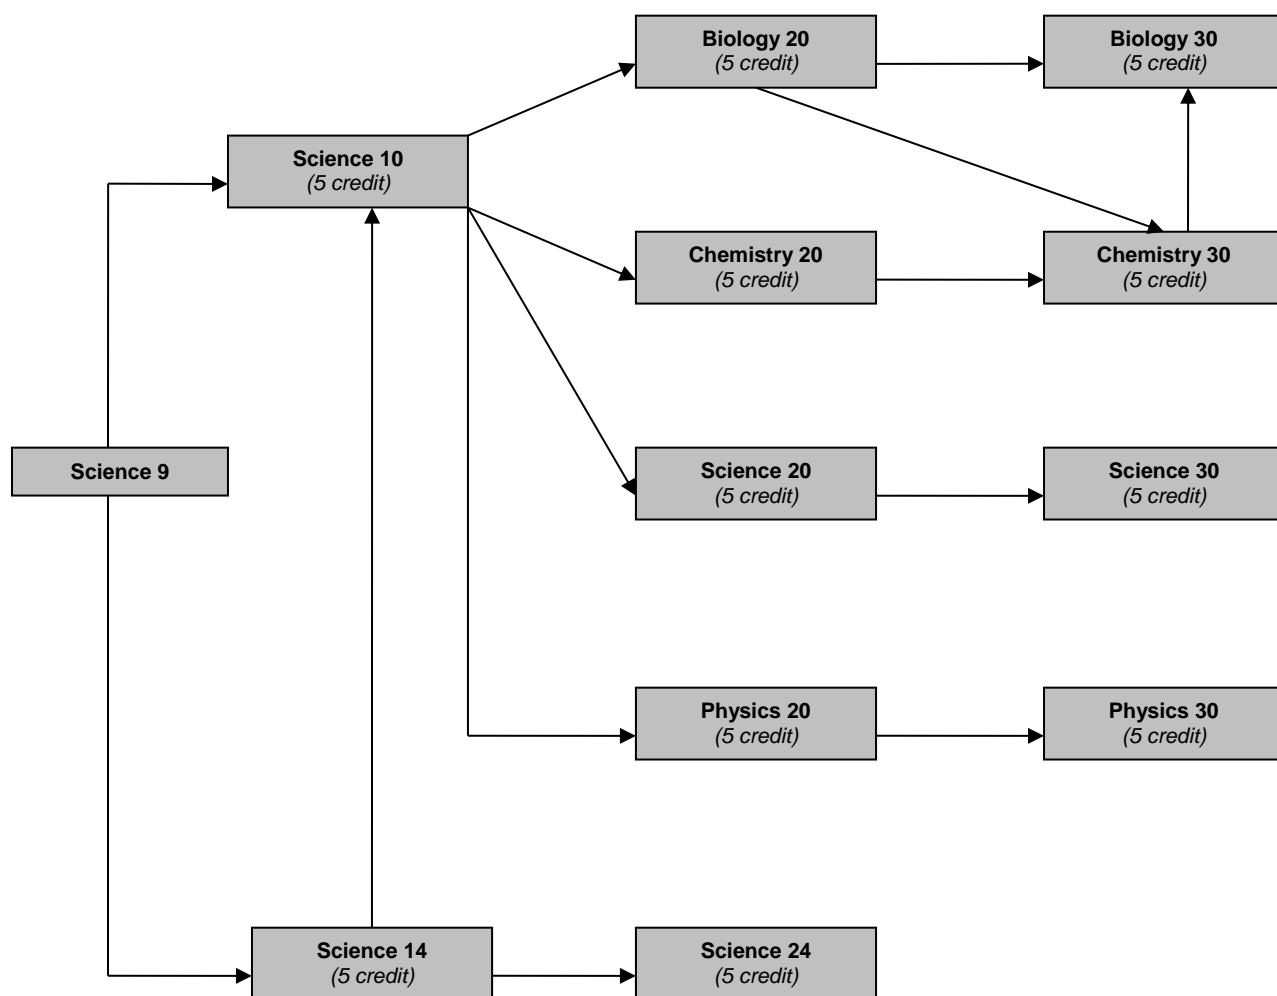 Biology 20
(5 credit)
Biology 30
(5 credit)
Science 10
(5 credit)
Chemistry 20
(5 credit)
Chemistry 30
(5 credit)
Science 9
Science 20
(5 credit)
Science 30
(5 credit)
Physics 20
(5 credit)
Physics 30
(5 credit)
Science 14
(5 credit)
Science 24
(5 credit)